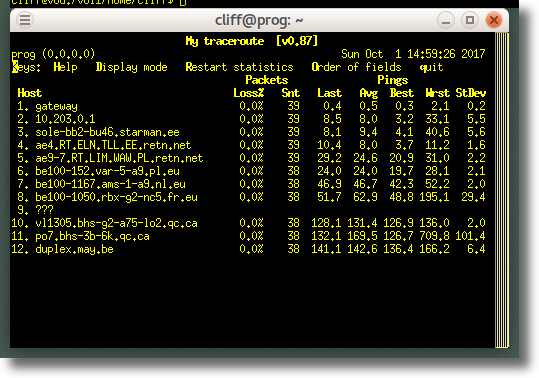 cliff@prog: ~
My traceroute [v0.87]
prog (0.0.0.0) Sun Oct 1 14:59:26 2017
Keys: Help Display mode Restart statistics Order of fields quit
Packets Pings
Host Loss% Snt Last Avg Best Wrst StDev
1. gateway 0.0% 39 0.4 0.5 0.3 2.1 0.2
2. 10.203.0.1 0.0% 39 8.5 8.0 3.2 33.1 5.5
3. sole-bb2-bu46.starman.ee 0.0% 39 8.1 9.4 4.1 40.6 5.6
4. ae4.RT.ELN.TLL.EE.retn.net 0.0% 39 10.4 8.0 3.7 11.2 1.6
5. ae9-7.RT.LIM.WAW.PL.retn.net 0.0% 39 29.2 24.6 20.9 31.0 2.2
6. be100-152.var-5-a9.pl.eu 0.0% 38 24.0 24.0 19.7 28.1 2.1
7. be100-1167.ams-1-a9.nl.eu 0.0% 38 46.9 46.7 42.3 52.2 2.0
8. be100-1050.rbx-g2-nc5.fr.eu 0.0% 38 51.7 62.9 48.8 195.1 29.4
9. ???
10. vl1305.bhs-g2-a75-lo2.qc.ca 0.0% 38 128.1 131.4 126.9 136.0 2.0
11. po7.bhs-3b-6k.qc.ca 0.0% 38 132.1 169.5 126.7 709.8 101.4
12. duplex.may.be 0.0% 38 141.1 142.6 136.4 166.2 6.4